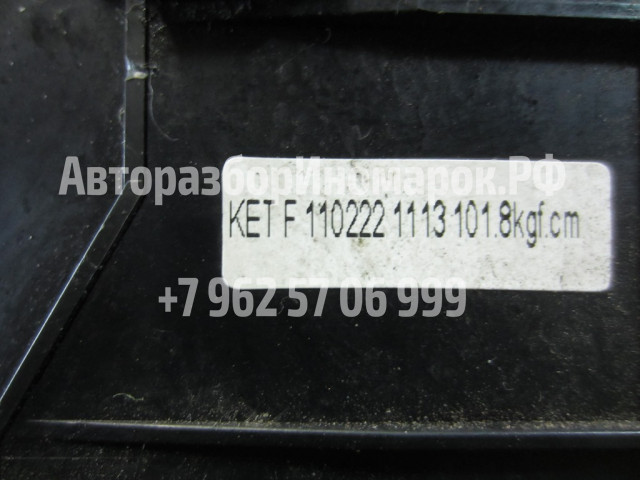 АвторазборИномарок.РФ
KET F 110222 1113 101.8kgf.cm
+7 962 57 06 999